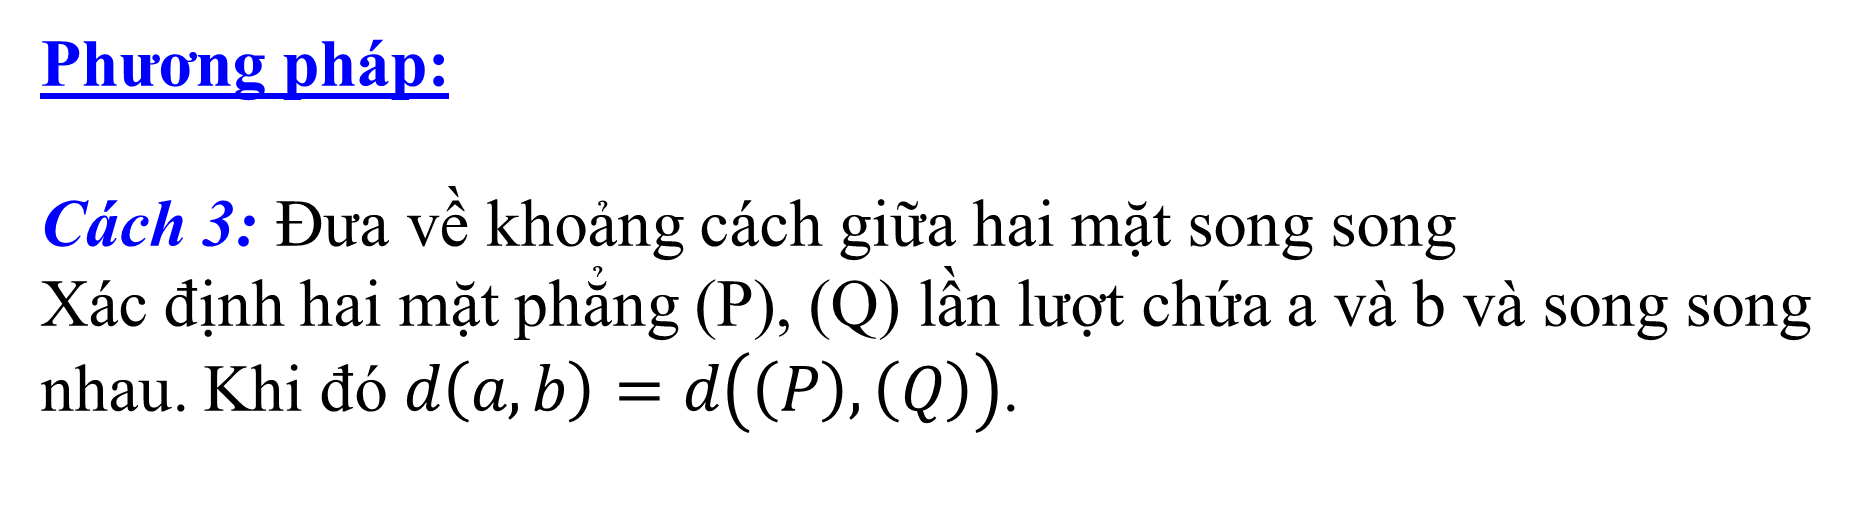 Phương pháp:
Cách 3: Đưa về khoảng cách giữa hai mặt song song
Xác định hai mặt phẳng (P), (Q) lần lượt chứa a và b và song song
nhau. Khi đó d(a, b) = d((P), (Q)).